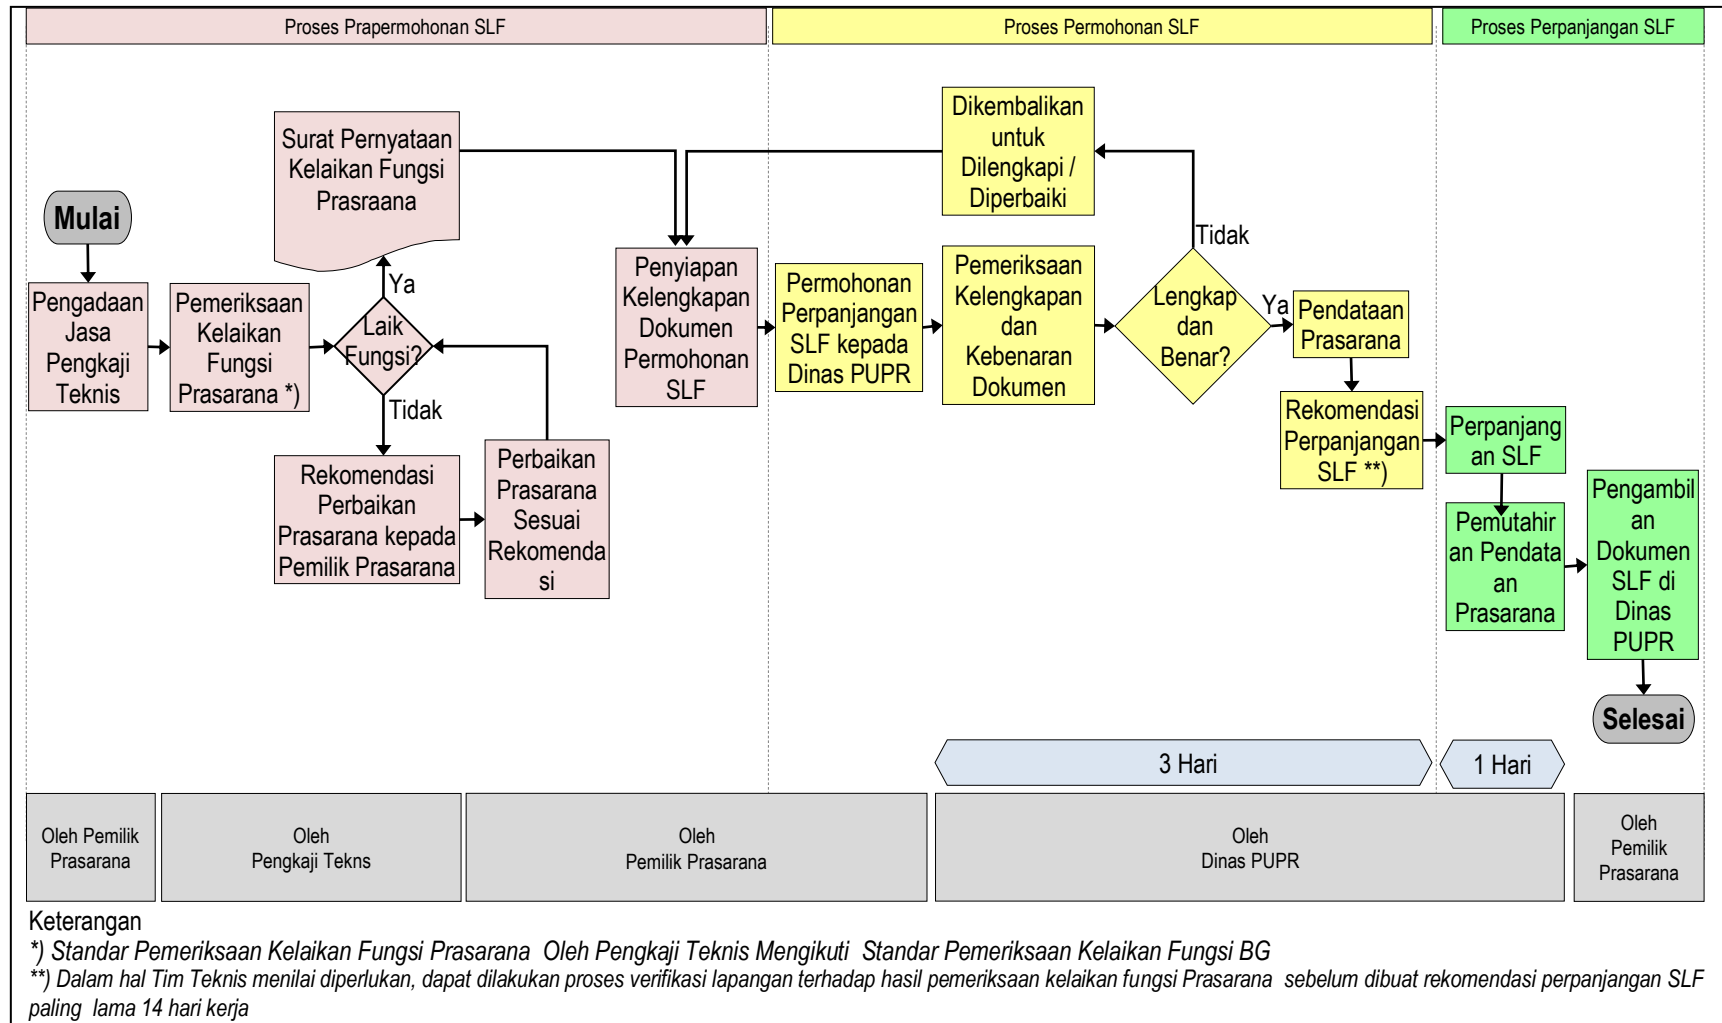 Proses Prapermohonan SLF
Proses Permohonan SLF
Proses Perpanjangan SLF
Mulai
Pengadaan
Jasa
Pengkaji
Teknis
Pemeriksaan
Kelaikan
Fungsi
Prasarana *)
Surat Pernyataan
Kelaikan Fungsi
Prasraana
Ya
Laik
Fungsi?
Tidak
Rekomendasi
Perbaikan
Prasarana kepada
Pemilik Prasarana
Perbaikan
Prasarana
Sesuai
Rekomenda
si
Penyiapan
Kelengkapan
Dokumen
Permohonan
SLF
Permohonan
Perpanjangan
SLF kepada
Dinas PUPR
Dikembalikan
untuk
Dilengkapi /
Diperbaiki
Pemeriksaan
Kelengkapan
dan
Kebenaran
Dokumen
Tidak
Lengkap
dan
Benar?
Ya
Pendataan
Prasarana
Rekomendasi
Perpanjangan
SLF **)
Perpanjang
an SLF
Pemutahir
an Pendata
an
Prasarana
Pengambil
an
Dokumen
SLF di
Dinas
PUPR
Selesai
3 Hari
1 Hari
Oleh Pemilik
Prasarana
Oleh
Pengkaji Tekns
Oleh
Pemilik Prasarana
Oleh
Dinas PUPR
Oleh
Pemilik
Prasarana
Keterangan
*) Standar Pemeriksaan Kelaikan Fungsi Prasarana Oleh Pengkaji Teknis Mengikuti Standar Pemeriksaan Kelaikan Fungsi BG
**) Dalam hal Tim Teknis menilai diperlukan, dapat dilakukan proses verifikasi lapangan terhadap hasil pemeriksaan kelaikan fungsi Prasarana sebelum dibuat rekomendasi perpanjangan SLF
paling lama 14 hari kerja